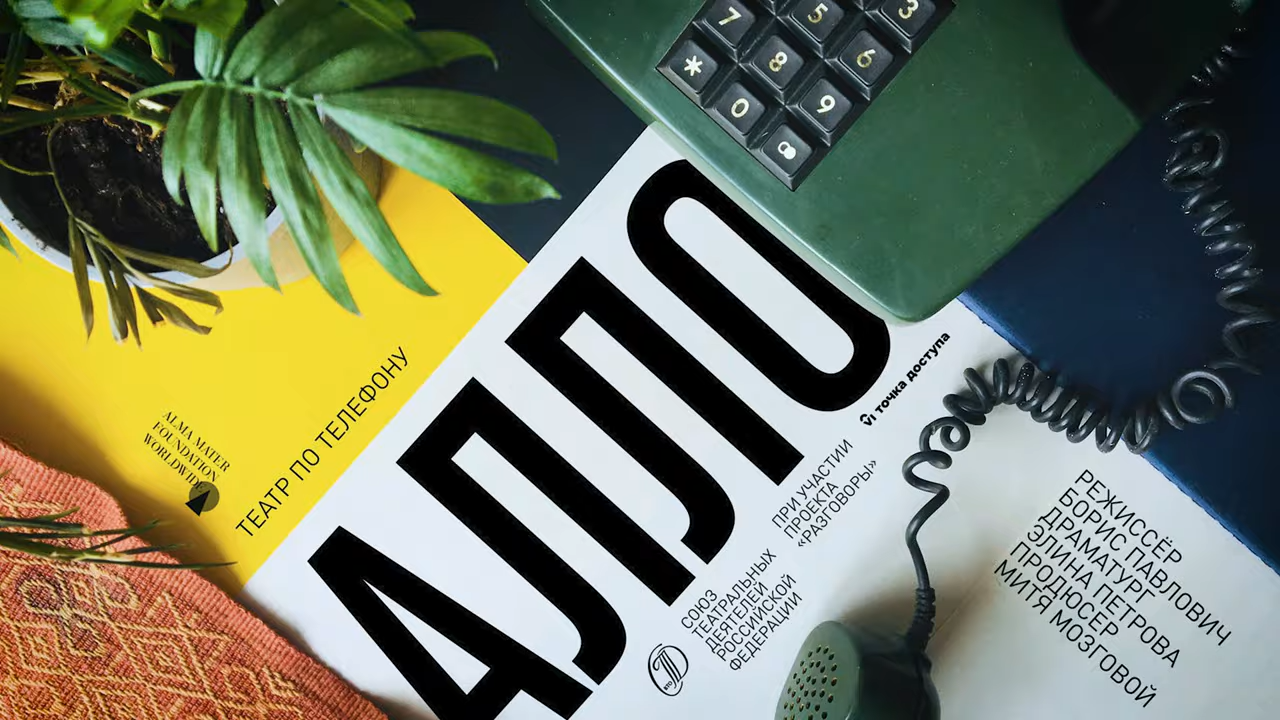 7 5 3
* 8 6
0 9
8
АЛЛО
ТЕАТР ПО ТЕЛЕФОНУ
ALMA MATER
FOUNDATION
WORLDWIDE
точка доступа
ПРИ УЧАСТИИ
ПРОЕКТА
«РАЗГОВОРЫ»
СОЮЗ
ТЕАТРАЛЬНЫХ
ДЕЯТЕЛЕЙ
РОССИЙСКОЙ
ФЕДЕРАЦИИ
РЕЖИССЁР
БОРИС ПАВЛОВИЧ
ДРАМАТУРГ
ЭЛИНА ПЕТРОВА
ПРОДЮСЕР
МИТЯ МОЗГОВОЙ